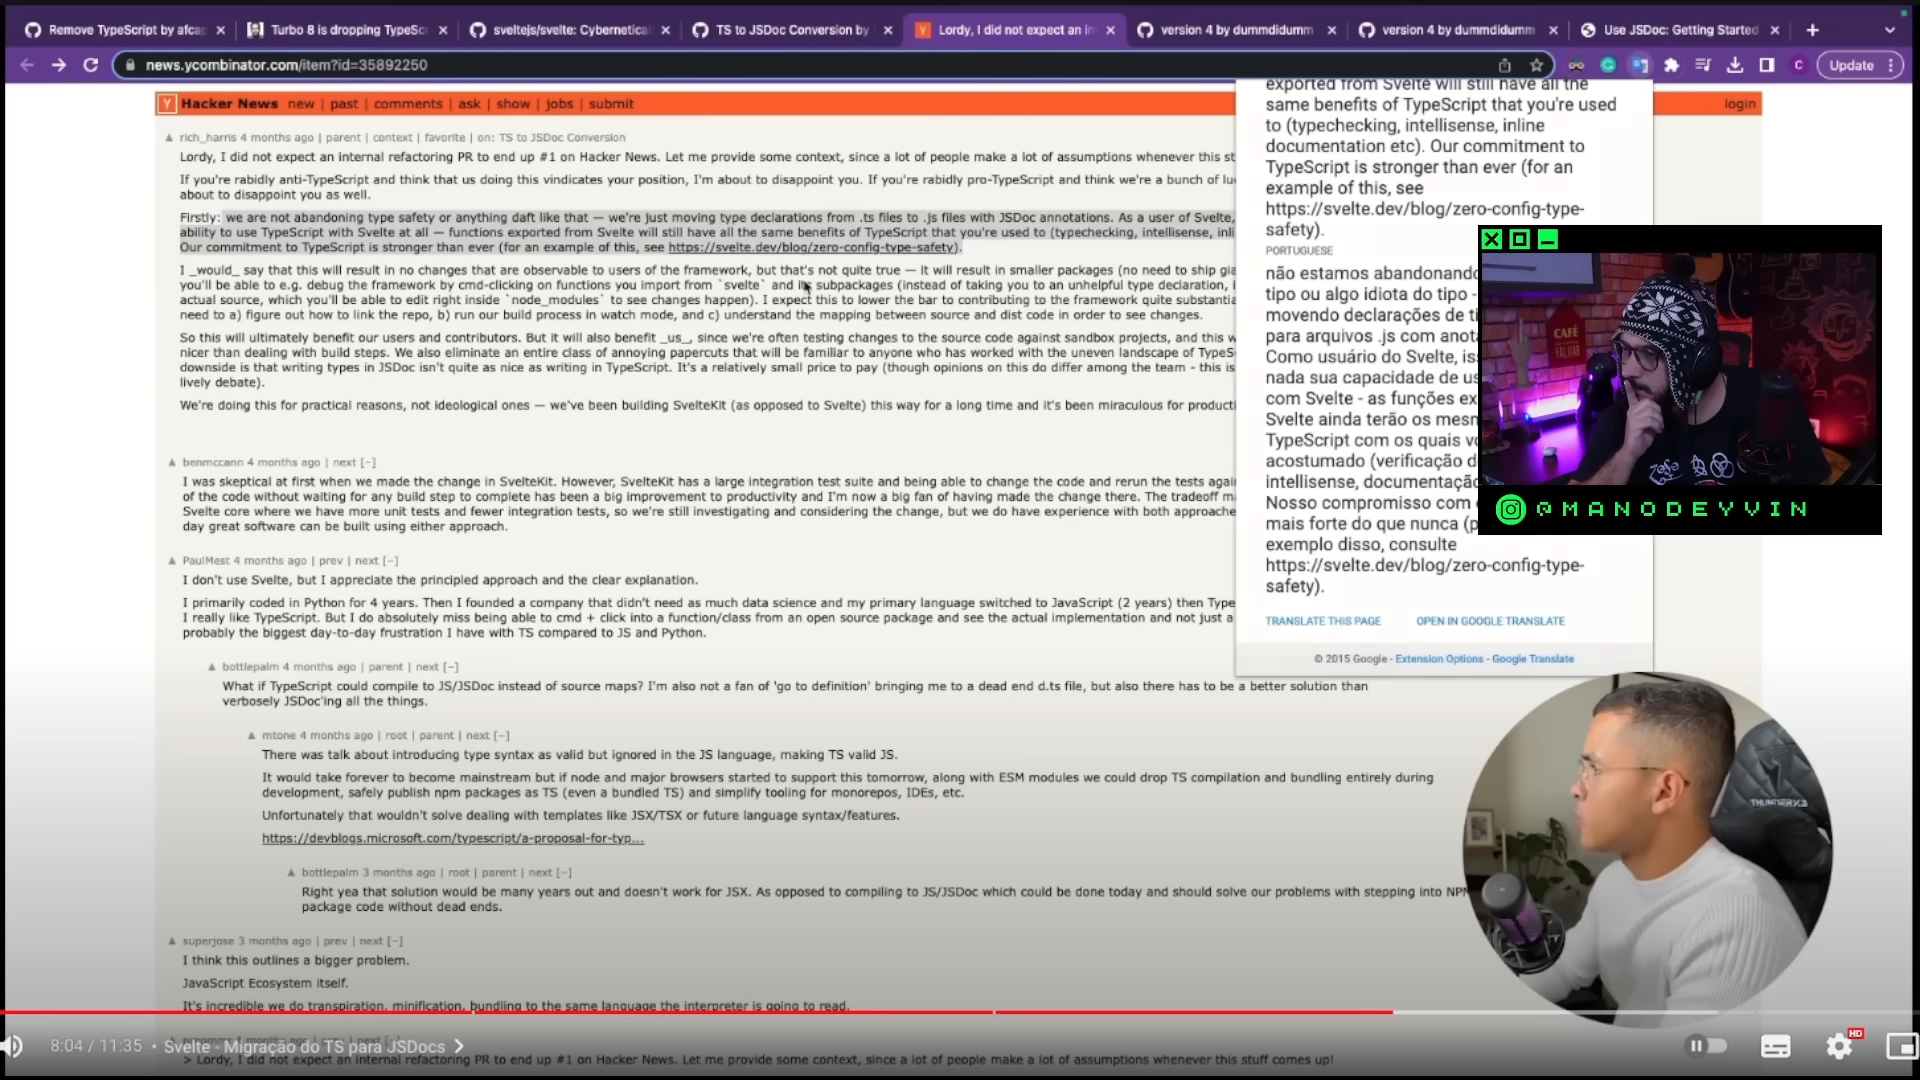 Remove TypeScript by afca
Turbo 8 is dropping TypeSc
sveltejs/svelte: Cybernetica
TS to JSDoc Conversion by
Lordy, I did not expect an in
version 4 by dummdidumm
version 4 by dummdidumm
Use JSDoc: Getting Started
news.ycombinator.com/item?id=35892250
C
Update
Y Hacker News new | past | comments | ask | show | jobs | submit
login
rich_harris 4 months ago | parent | context | favorite | on: TS to JSDoc Conversion
Lordy, I did not expect an internal refactoring PR to end up #1 on Hacker News. Let me provide some context, since a lot of people make a lot of assumptions whenever this st
If you're rabidly anti-TypeScript and think that us doing this vindicates your position, I'm about to disappoint you. If you're rabidly pro-TypeScript and think we're a bunch of lu
about to disappoint you as well.
Firstly: we are not abandoning type safety or anything daft like that — we're just moving type declarations from .ts files to .js files with JSDoc annotations. As a user of Svelte,
ability to use TypeScript with Svelte at all — functions exported from Svelte will still have all the same benefits of TypeScript that you're used to (typechecking, intellisense, inli
Our commitment to TypeScript is stronger than ever (for an example of this, see https://svelte.dev/blog/zero-config-type-safety).
I _would_ say that this will result in no changes that are observable to users of the framework, but that's not quite true — it will result in smaller packages (no need to ship gia
you'll be able to e.g. debug the framework by cmd-clicking on functions you import from `svelte` and its subpackages (instead of taking you to an unhelpful type declaration, i
actual source, which you'll be able to edit right inside `node_modules` to see changes happen). I expect this to lower the bar to contributing to the framework quite substantia
need to a) figure out how to link the repo, b) run our build process in watch mode, and c) understand the mapping between source and dist code in order to see changes.
So this will ultimately benefit our users and contributors. But it will also benefit _us_, since we're often testing changes to the source code against sandbox projects, and this w
nicer than dealing with build steps. We also eliminate an entire class of annoying papercuts that will be familiar to anyone who has worked with the uneven landscape of TypeS
downside is that writing types in JSDoc isn't quite as nice as writing in TypeScript. It's a relatively small price to pay (though opinions on this do differ among the team - this is
lively debate).
We're doing this for practical reasons, not ideological ones — we've been building SvelteKit (as opposed to Svelte) this way for a long time and it's been miraculous for producti
benmccann 4 months ago | next [–]
I was skeptical at first when we made the change in SvelteKit. However, SvelteKit has a large integration test suite and being able to change the code and rerun the tests agai
of the code without waiting for any build step to complete has been a big improvement to productivity and I'm now a big fan of having made the change there. The tradeoff m
Svelte core where we have more unit tests and fewer integration tests, so we're still investigating and considering the change, but we do have experience with both approache
day great software can be built using either approach.
PaulMest 4 months ago | prev | next [–]
I don't use Svelte, but I appreciate the principled approach and the clear explanation.
I primarily coded in Python for 4 years. Then I founded a company that didn't need as much data science and my primary language switched to JavaScript (2 years) then Type
I really like TypeScript. But I do absolutely miss being able to cmd + click into a function/class from an open source package and see the actual implementation and not just a
probably the biggest day-to-day frustration I have with TS compared to JS and Python.
bottlepalm 4 months ago | parent | next [–]
What if TypeScript could compile to JS/JSDoc instead of source maps? I'm also not a fan of 'go to definition' bringing me to a dead end d.ts file, but also there has to be a better solution than
verbosely JSDoc'ing all the things.
mtone 4 months ago | root | parent | next [–]
There was talk about introducing type syntax as valid but ignored in the JS language, making TS valid JS.
It would take forever to become mainstream but if node and major browsers started to support this tomorrow, along with ESM modules we could drop TS compilation and bundling entirely during
development, safely publish npm packages as TS (even a bundled TS) and simplify tooling for monorepos, IDEs, etc.
Unfortunately that wouldn't solve dealing with templates like JSX/TSX or future language syntax/features.
https://devblogs.microsoft.com/typescript/a-proposal-for-typ...
bottlepalm 3 months ago | root | parent | next [–]
Right yea that solution would be many years out and doesn't work for JSX. As opposed to compiling to JS/JSDoc which could be done today and should solve our problems with stepping into NPM
package code without dead ends.
superjose 3 months ago | prev | next [–]
I think this outlines a bigger problem.
JavaScript Ecosystem itself.
It's incredible we do transpiration, minification, bundling to the same language the interpreter is going to read.
> Lordy, I did not expect an internal refactoring PR to end up #1 on Hacker News. Let me provide some context, since a lot of people make a lot of assumptions whenever this stuff comes up!
exported from Svelte will still have all the
same benefits of TypeScript that you're used
to (typechecking, intellisense, inline
documentation etc). Our commitment to
TypeScript is stronger than ever (for an
example of this, see
https://svelte.dev/blog/zero-config-type-
safety).
PORTUGUESE
não estamos abandonando
tipo ou algo idiota do tipo -
movendo declarações de ti
para arquivos .js com anota
Como usuário do Svelte, iss
nada sua capacidade de us
com Svelte - as funções ex
Svelte ainda terão os mesm
TypeScript com os quais vo
acostumado (verificação d
intellisense, documentação
Nosso compromisso com
mais forte do que nunca (p
exemplo disso, consulte
https://svelte.dev/blog/zero-config-type-
safety).
TRANSLATE THIS PAGE OPEN IN GOOGLE TRANSLATE
© 2015 Google - Extension Options - Google Translate
CAFÉ
FALHAR
@MANODEYVIN
THUNDERX3
8:04 / 11:35 • Svelte - Migração do TS para JSDocs
HD